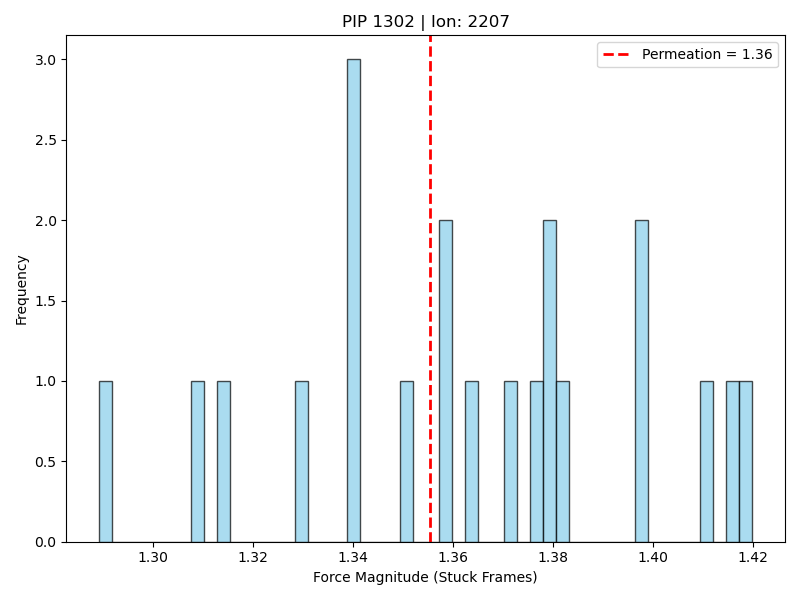 PIP 1302 | Ion: 2207
Permeation = 1.36
3.0
2.5
2.0
1.5
1.0
0.5
0.0
Frequency
1.30 1.32 1.34 1.36 1.38 1.40 1.42
Force Magnitude (Stuck Frames)